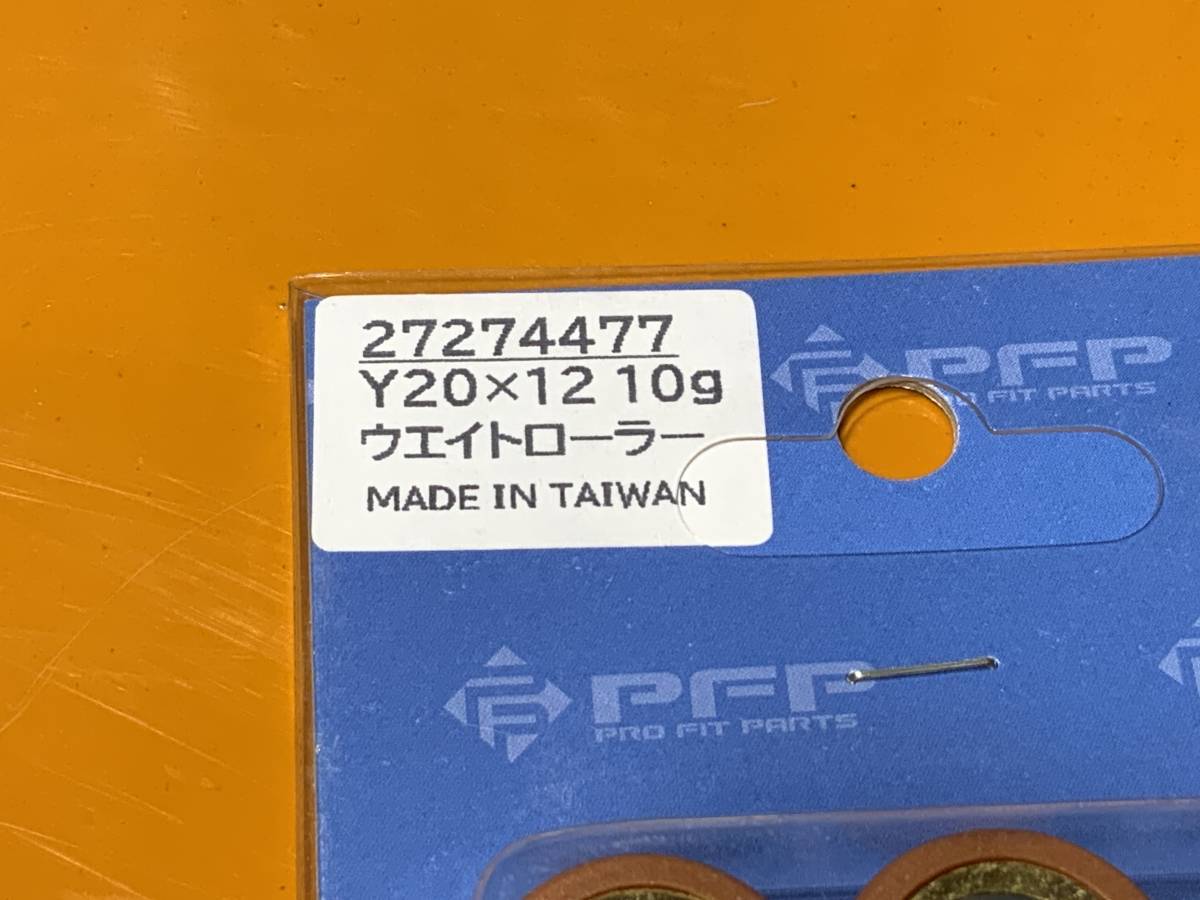 27274477
Y20×12 10g
ウエイトローラー
MADE IN TAIWAN
PFP
PRO FIT PARTS
PFP
PRO FIT PARTS